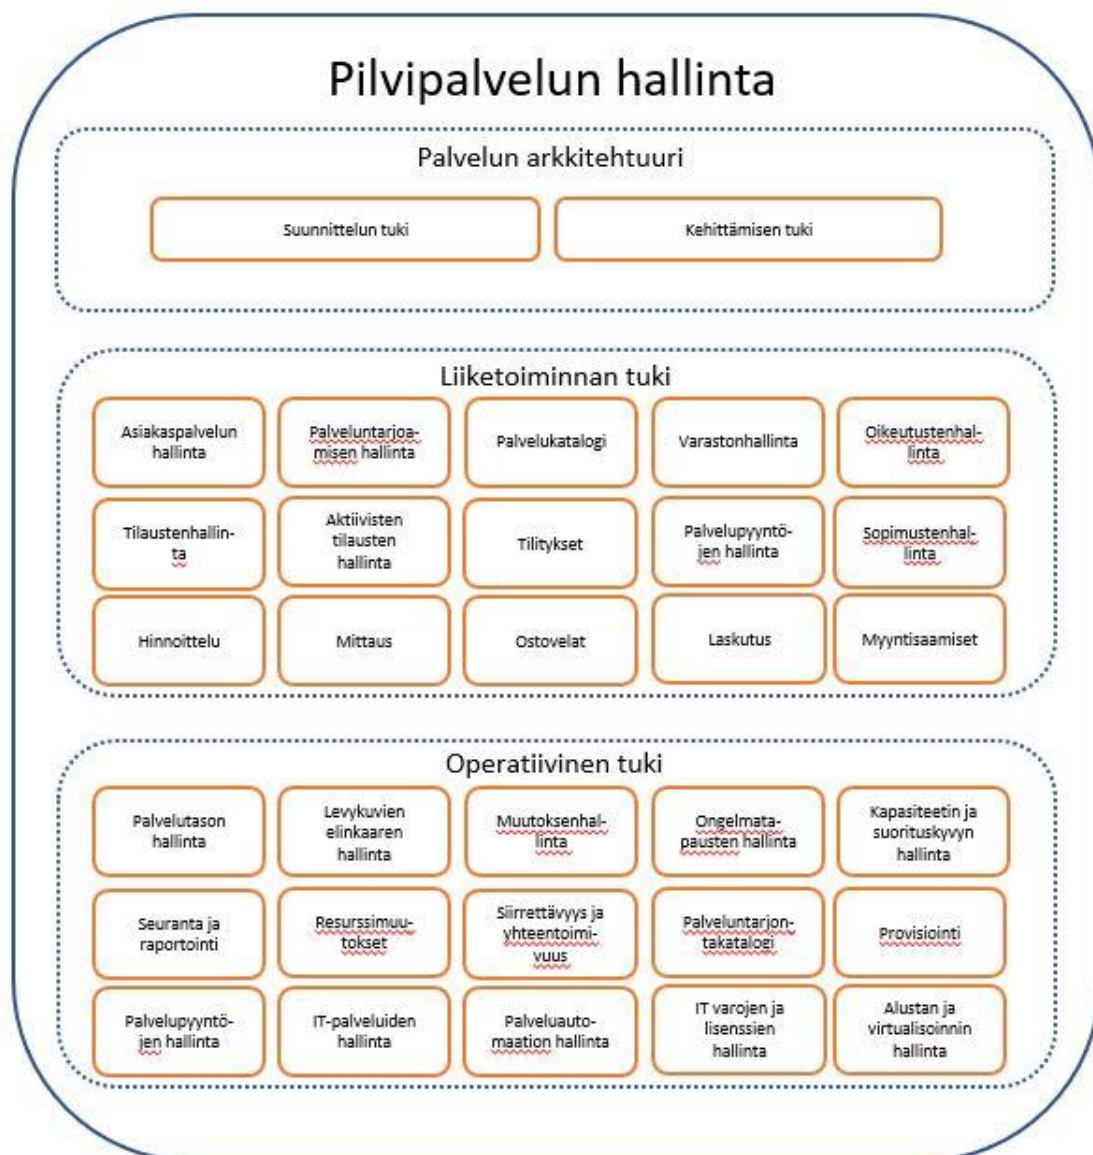 Pilvipalvelun hallinta
Palvelun arkkitehtuuri
Suunnittelun tuki
Kehittämisen tuki
Liiketoiminnan tuki
Asiakaspalvelun
hallinta
Palveluntarjoa-
misen hallinta
Palvelukatalogi
Varastonhallinta
Oikeutustenhal-
linta
Tilaustenhallin-
ta
Aktiivisten
tilausten
hallinta
Tilitykset
Palvelupyyntö-
jen hallinta
Sopimustenhal-
linta
Hinnoittelu
Mittaus
Ostovelat
Laskutus
Myyntisaamiset
Operatiivinen tuki
Palvelutason
hallinta
Levykuvien
elinkaaren
hallinta
Muutoksenhal-
linta
Ongelmata-
pausten hallinta
Kapasiteetin ja
suorituskyvyn
hallinta
Seuranta ja
raportointi
Resurssimuu-
tokset
Siirrettävyys ja
yhteentoimi-
vuus
Palveluntarjon-
takatalogi
Provisiointi
Palvelupyyntö-
jen hallinta
IT-palveluiden
hallinta
Palveluauto-
maation hallinta
IT varojen ja
lisenssien
hallinta
Alustan ja
virtualisoinnin
hallinta